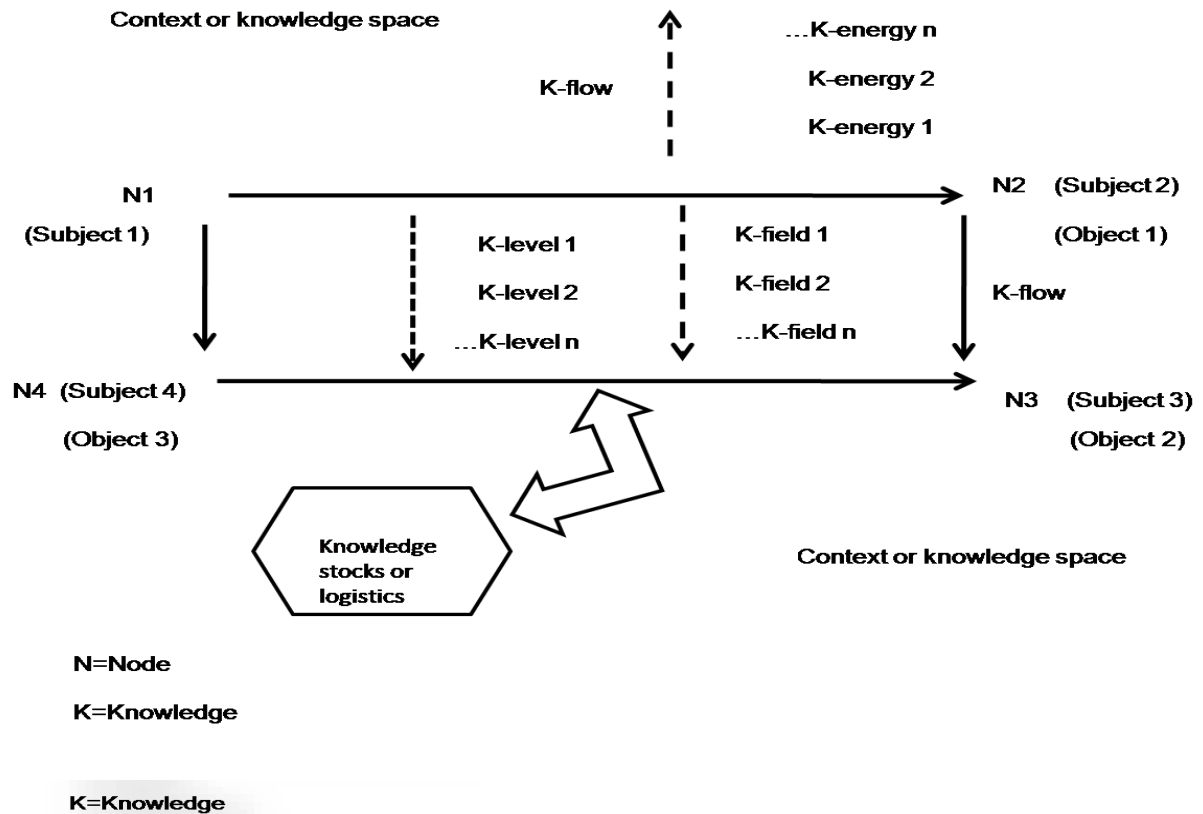 Context or knowledge space
...K-energy n
K-flow
K-energy 2
K-energy 1
N1
(Subject 1)
N2 (Subject 2)
(Object 1)
K-level 1
K-level 2
...K-level n
K-field 1
K-field 2
...K-field n
K-flow
N4 (Subject 4)
(Object 3)
N3 (Subject 3)
(Object 2)
Knowledge
stocks or
logistics
Context or knowledge space
N=Node
K=Knowledge
K=Knowledge